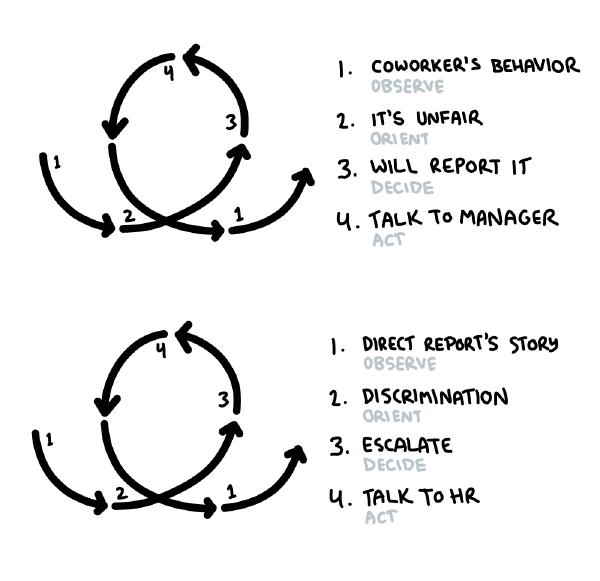 4
3
1
2
1
1. COWORKER'S BEHAVIOR
OBSERVE
2. IT'S UNFAIR
ORIENT
3. WILL REPORT IT
DECIDE
4. TALK TO MANAGER
ACT
4
3
1
2
1
1. DIRECT REPORT'S STORY
OBSERVE
2. DISCRIMINATION
ORIENT
3. ESCALATE
DECIDE
4. TALK TO HR
ACT